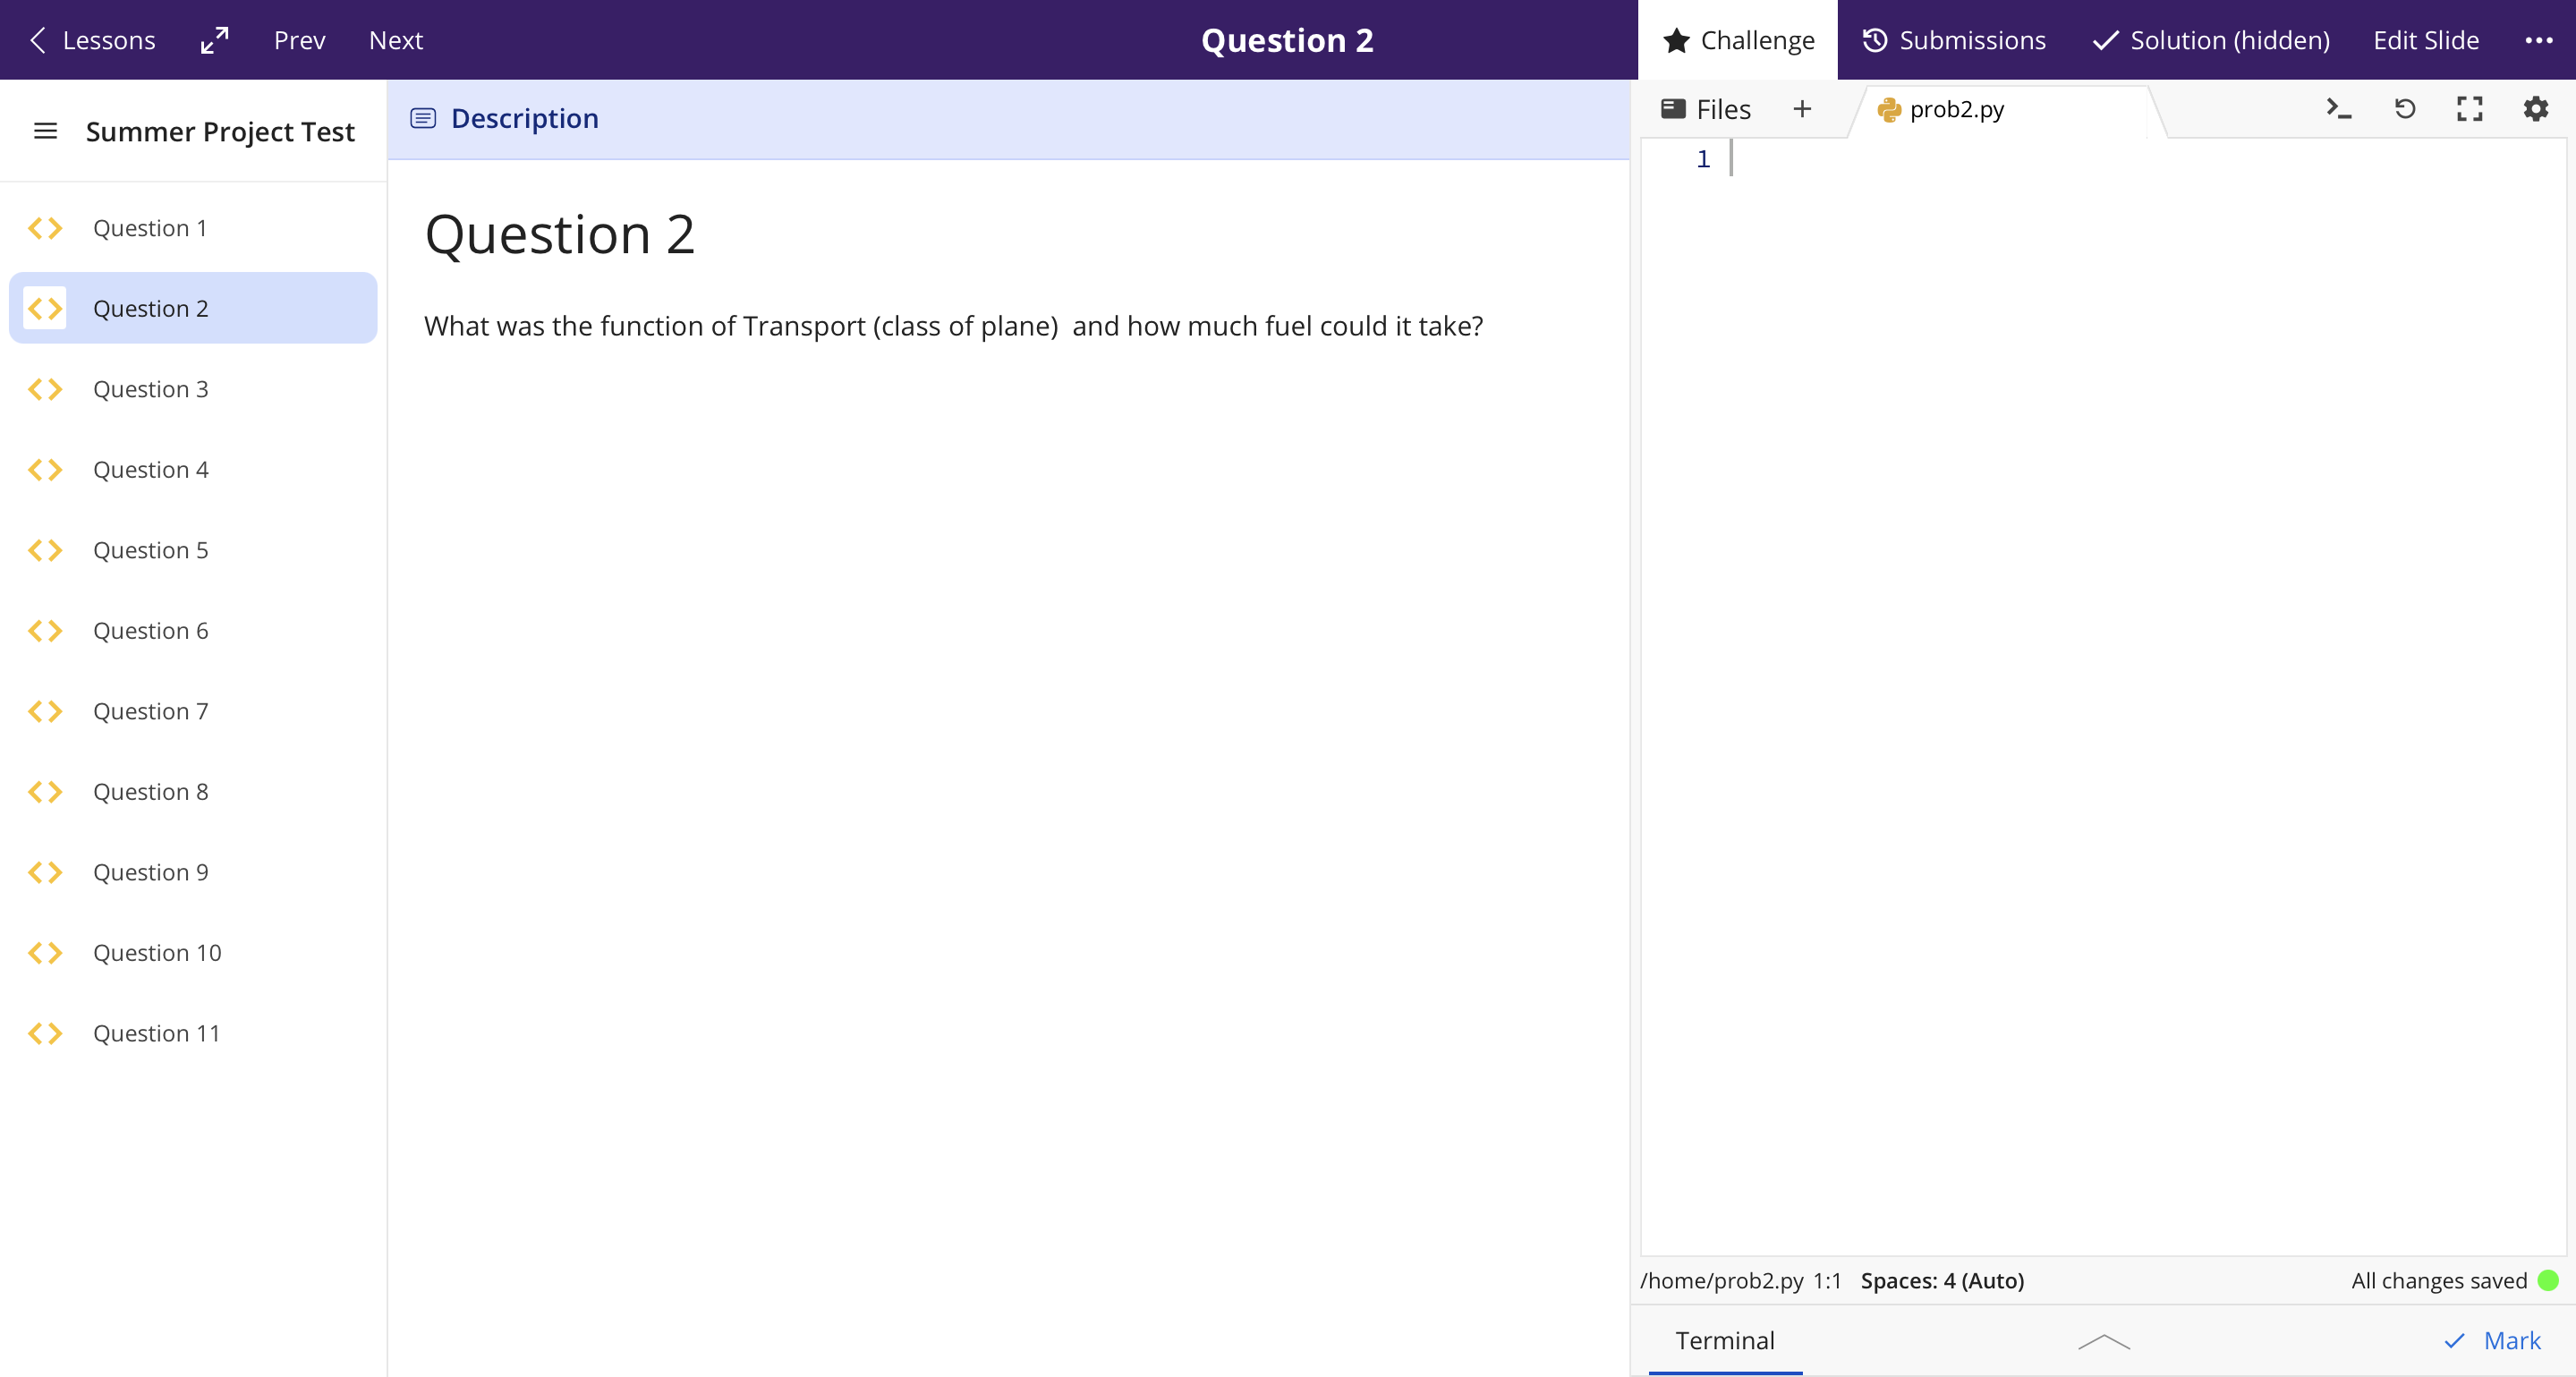 Lessons Prev Next Question 2 Challenge Submissions Solution (hidden) Edit Slide
Summer Project Test
Question 1
Question 2
Question 3
Question 4
Question 5
Question 6
Question 7
Question 8
Question 9
Question 10
Question 11
Description
Question 2
What was the function of Transport (class of plane)  and how much fuel could it take?
Files + prob2.py
1
/home/prob2.py 1:1 Spaces: 4 (Auto) All changes saved
Terminal Mark